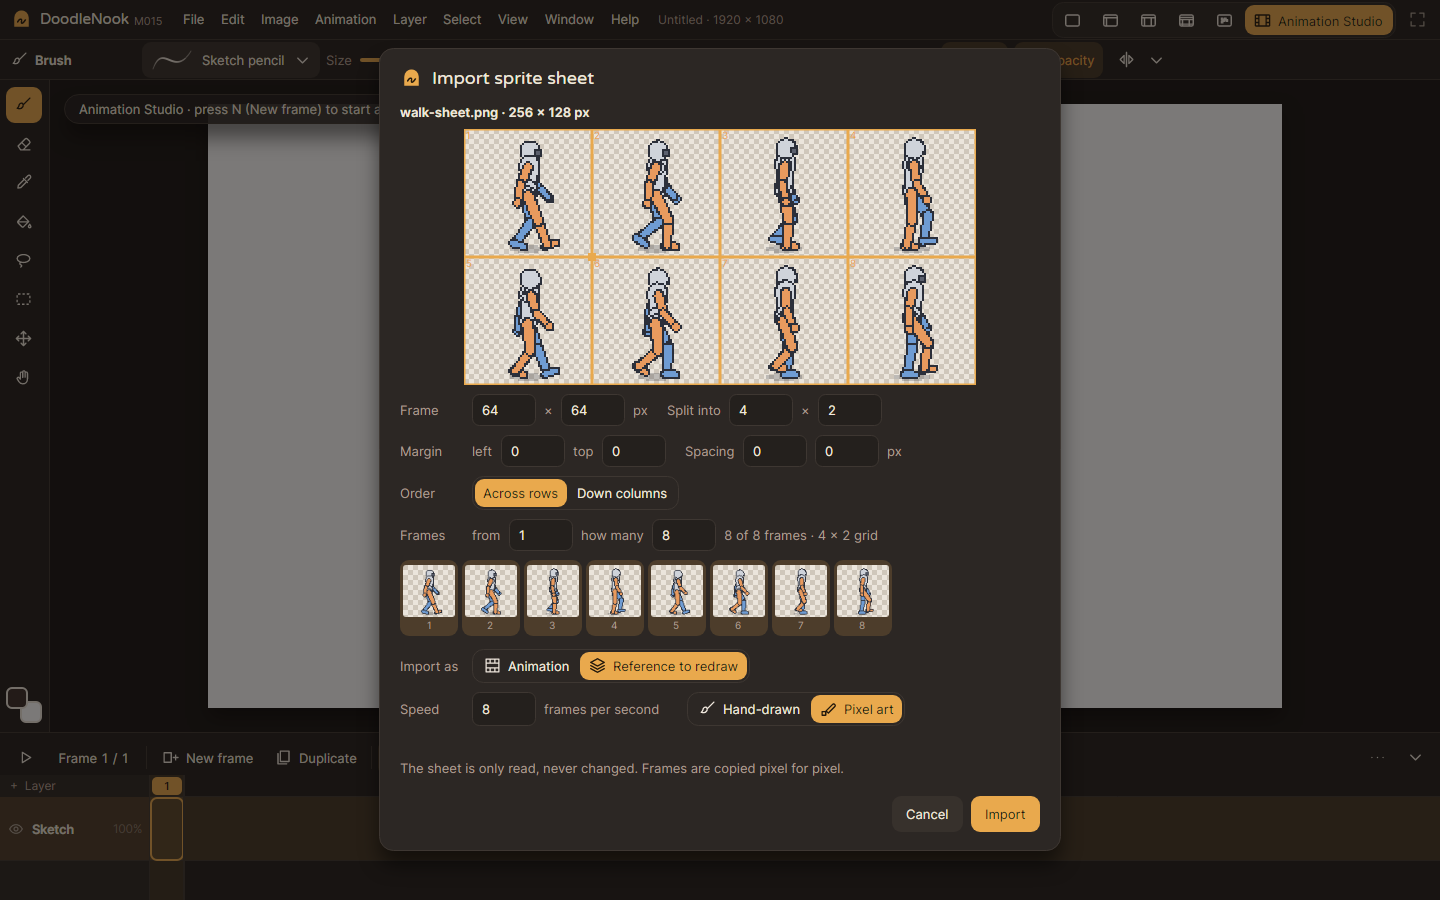 DoodleNook M015 File Edit Image Animation Layer Select View Window Help Untitled · 1920 × 1080 Animation Studio
Brush Sketch pencil Size pacity
Animation Studio · press N (New frame) to start a
Import sprite sheet
walk-sheet.png · 256 × 128 px
Frame 64 × 64 px Split into 4 × 2
Margin left 0 top 0 Spacing 0 0 px
Order Across rows Down columns
Frames from 1 how many 8 8 of 8 frames · 4 × 2 grid
1 2 3 4 5 6 7 8
Import as Animation Reference to redraw
Speed 8 frames per second Hand-drawn Pixel art
The sheet is only read, never changed. Frames are copied pixel for pixel.
Cancel Import
Frame 1 / 1 New frame Duplicate
+ Layer 1
Sketch 100%